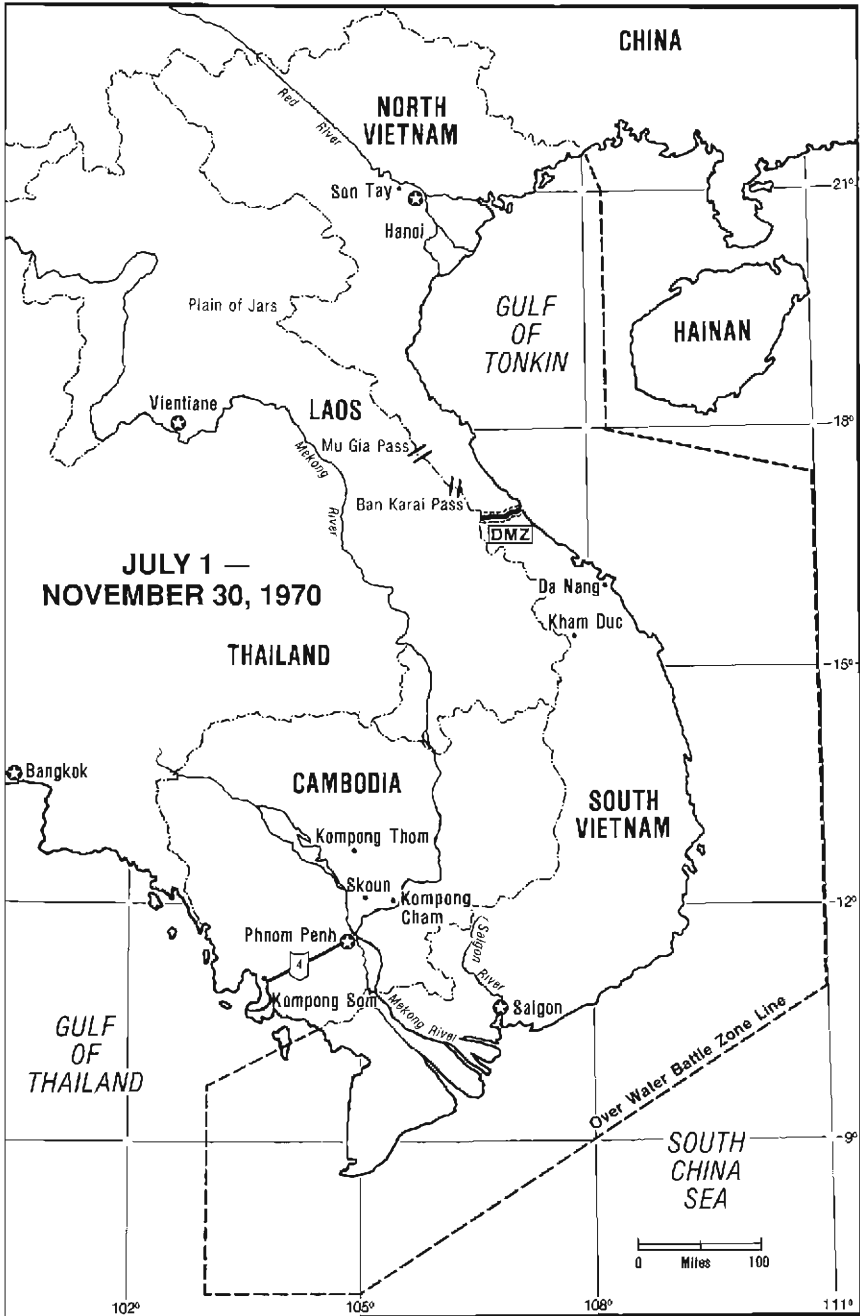 CHINA
Red
River
NORTH
VIETNAM
Son Tay
Hanoi
21°
Plain of Jars
GULF
OF
TONKIN
HAINAN
Vientiane
LAOS
18°
Mu Gia Pass
Mekong
River
Ban Karai Pass
DMZ
JULY 1 —
NOVEMBER 30, 1970
Da Nang
Kham Duc
THAILAND
15°
Bangkok
CAMBODIA
SOUTH
VIETNAM
Kompong Thom
Skoun
Kompong
Cham
12°
Phnom Penh
4
Saigon
River
Kompong Som
Mekong River
Saigon
GULF
OF
THAILAND
Over Water Battle Zone Line
9°
SOUTH
CHINA
SEA
0 Miles 100
102° 105° 108° 111°